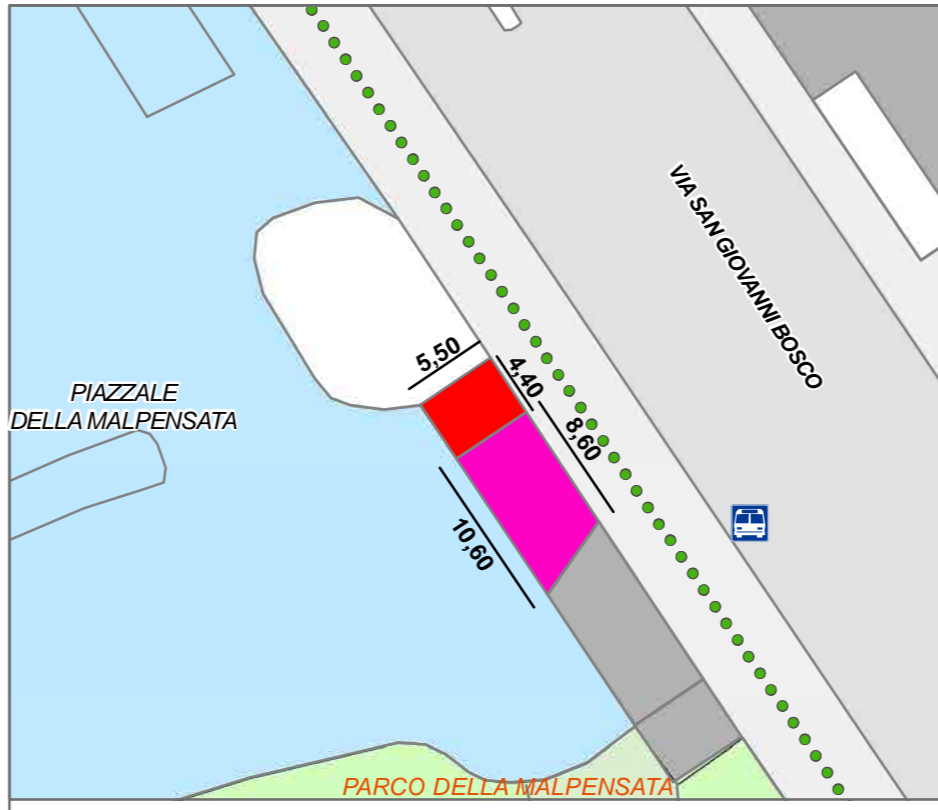 VIA SAN GIOVANNI BOSCO
5,50
4,40
8,60
PIAZZALE
DELLA MALPENSATA
10,60
PARCO DELLA MALPENSATA